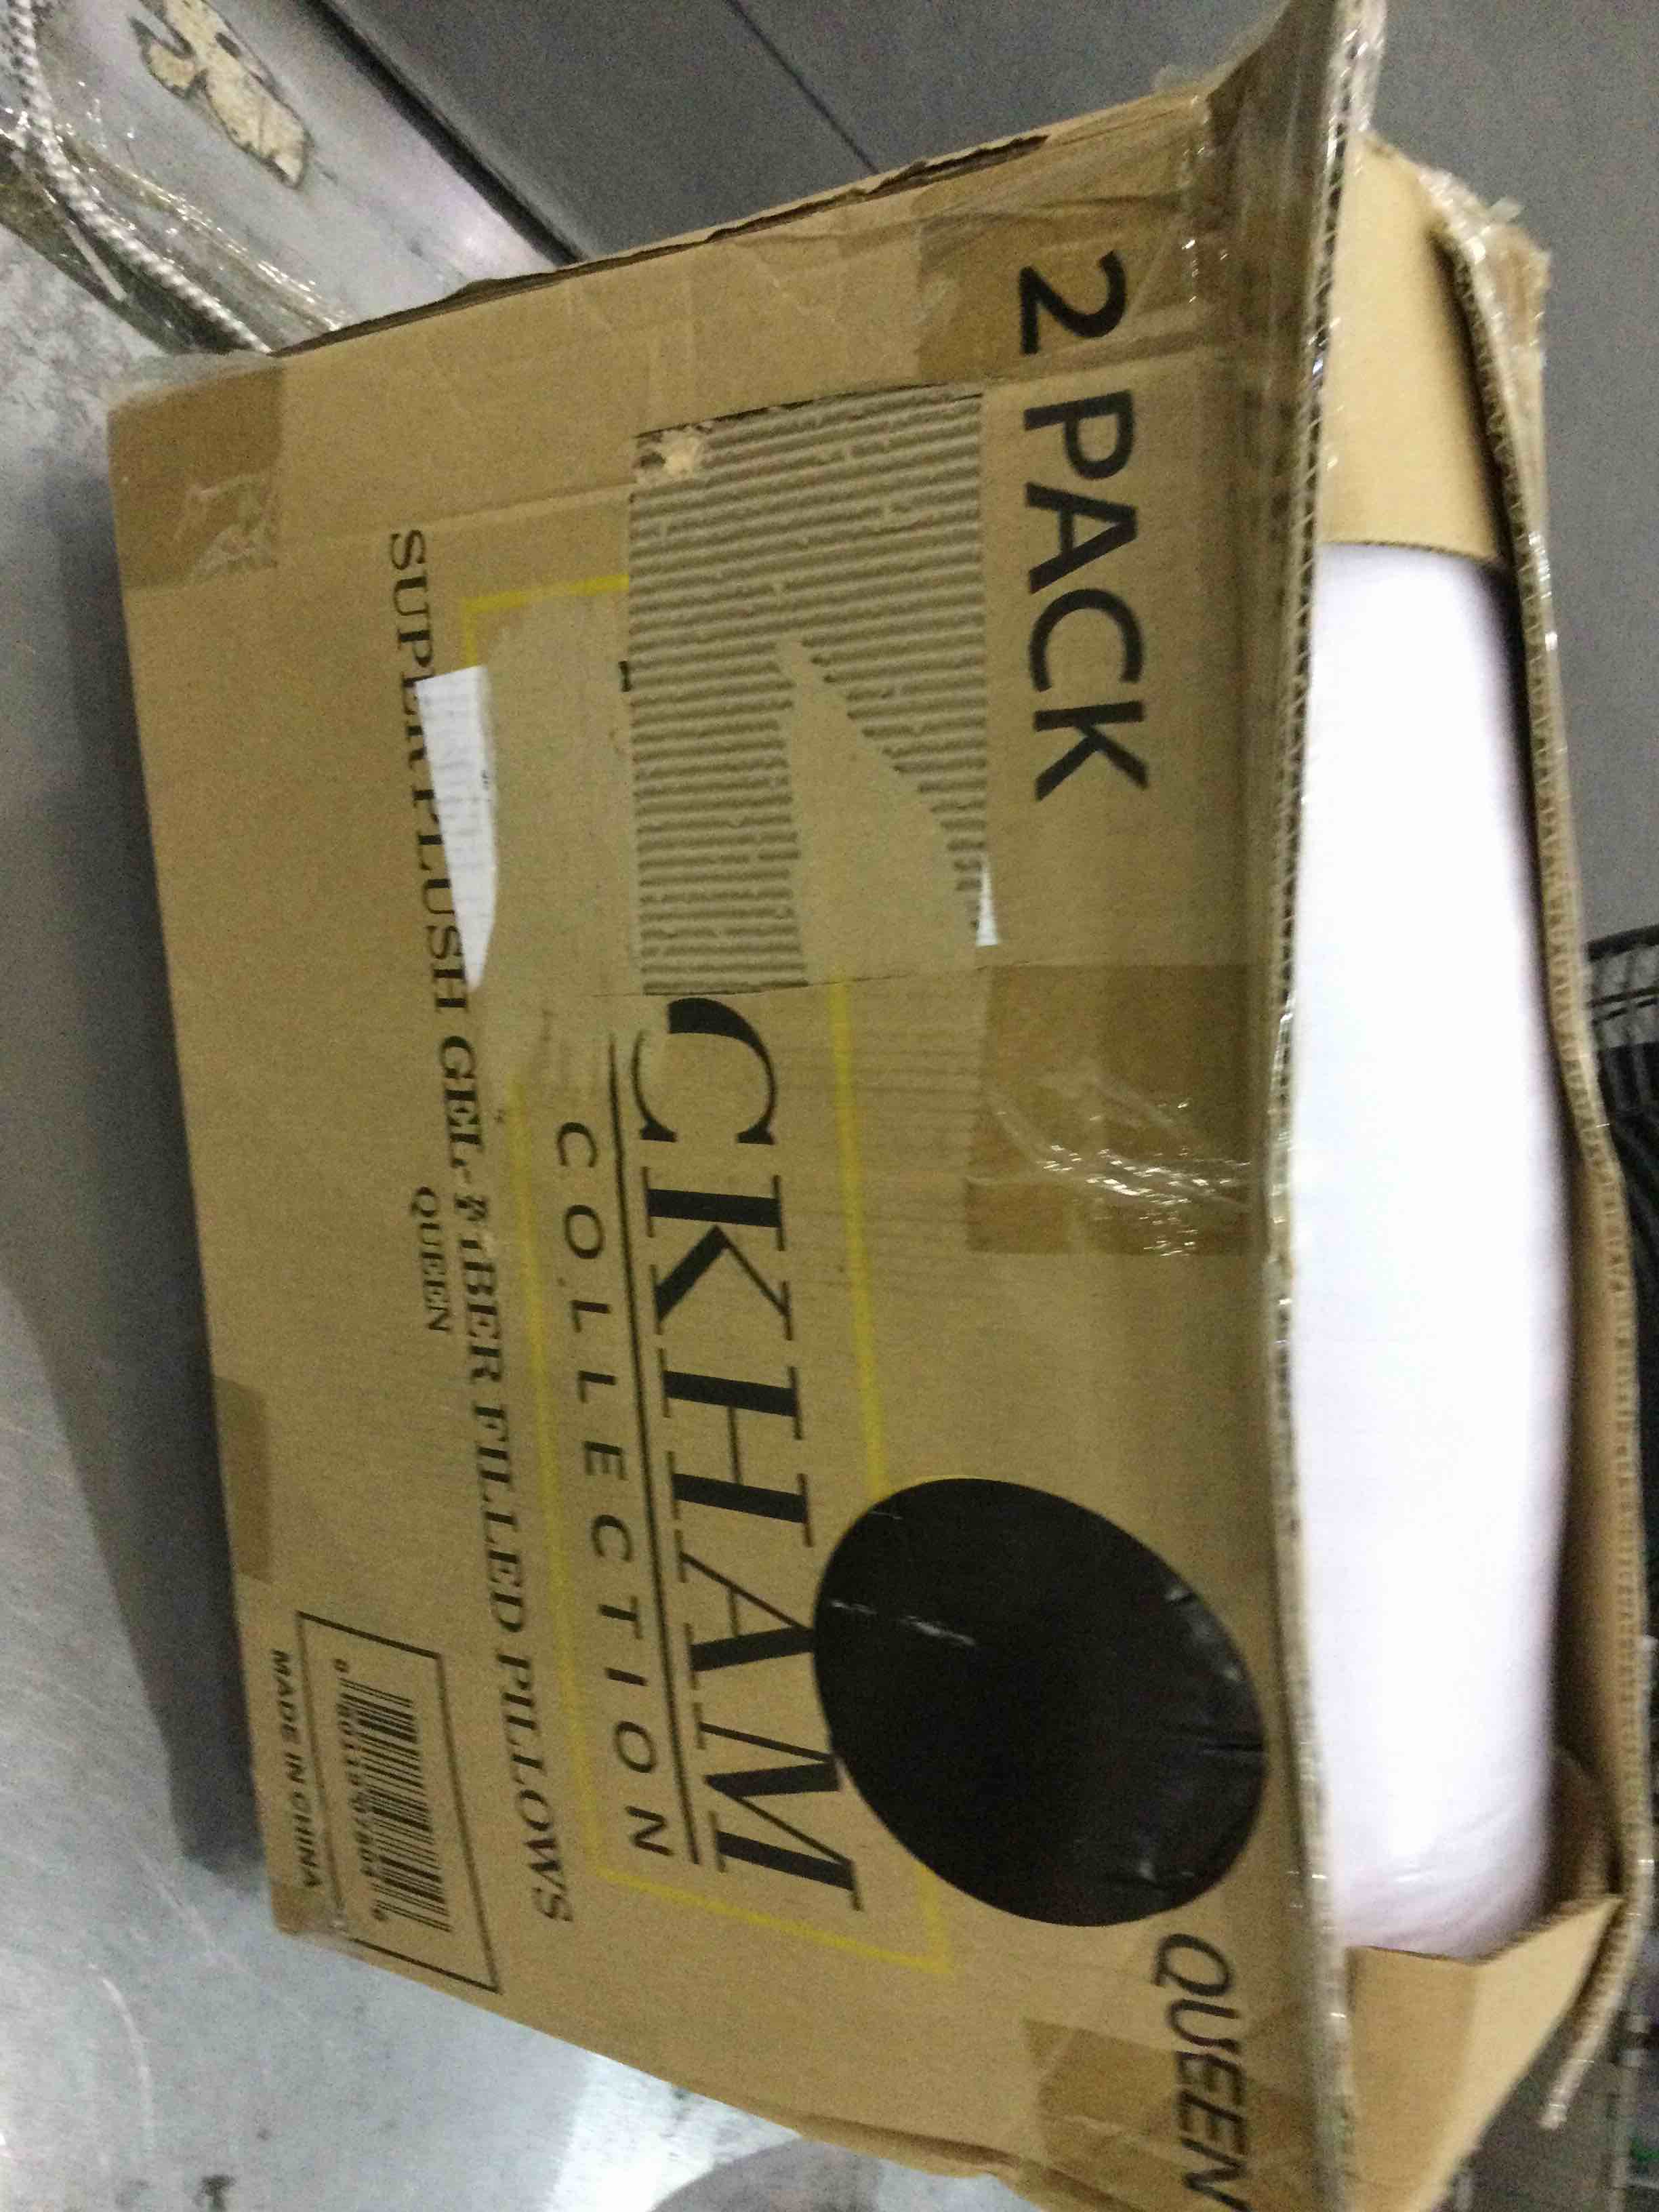 2 PACK
QUEEN
CKHAM
COLLECTION
SUPER PLUSH GEL-FIBER FILLED PILLOWS
QUEEN
MADE IN CHINA